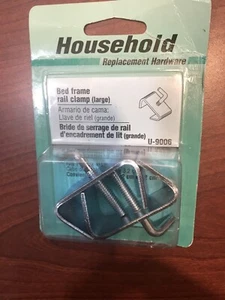 Household
Replacement Hardware
Bed frame
rail clamp (large)
Armario de cama:
Llave de riel (grande)
Bride de serrage de rail
d'encadrement de lit (grande)
U-9006